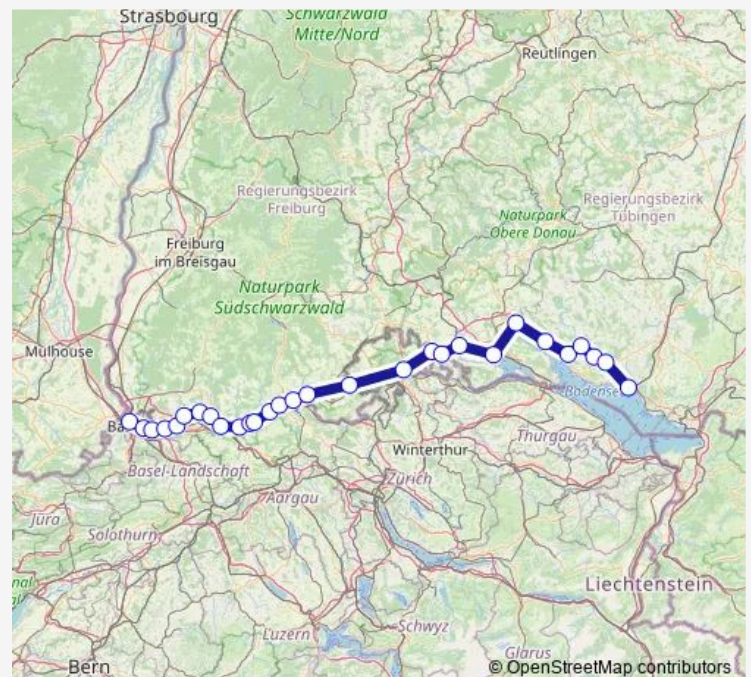 Strasbourg
Schwarzwald
Mitte/Nord
Reutlingen
Regierungsbezirk
Freiburg
Regierungsbezirk
Tübingen
Naturpark
Obere Donau
Freiburg
im Breisgau
Naturpark
Südschwarzwald
Mulhouse
Bodensee
Ba
Thurgau
Winterthur
Basel-Landschaft
Zürich
Aargau
Jura
Solothurn
Liechtenstein
Luzern
Schwyz
Glarus
Bern
© OpenStreetMap contributors